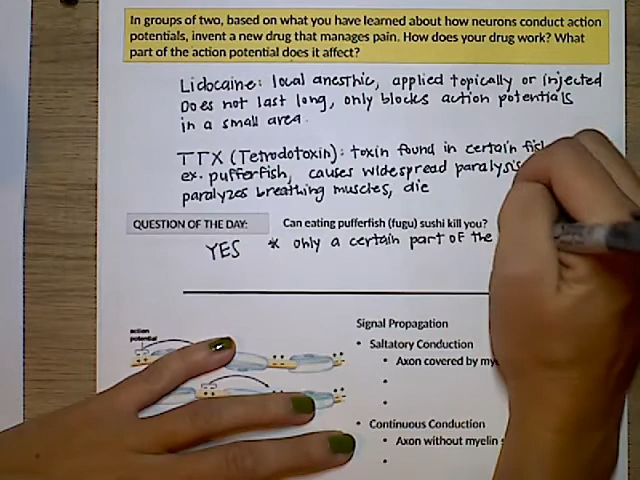 In groups of two, based on what you have learned about how neurons conduct action
potentials, invent a new drug that manages pain. How does your drug work? What
part of the action potential does it affect?
Lidocaine: local anesthic, applied topically or injected
Does not last long, only blocks action potentials
in a small area.
TTX (Tetrodotoxin): toxin found in certain fish
ex. pufferfish, causes widespread paralysis
paralyzes breathing muscles, die
QUESTION OF THE DAY: Can eating pufferfish (fugu) sushi kill you?
YES * only a certain part of the
action
potential
Signal Propagation
• Saltatory Conduction
• Axon covered by
• Continuous Conduction
• Axon without myelin